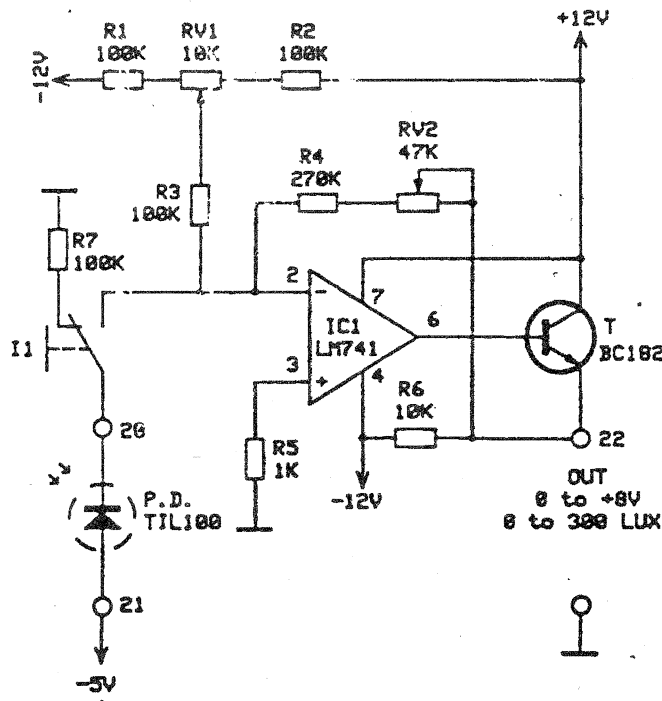 +12V
R1
100K
RV1
10K
R2
100K
-12V
RV2
47K
R4
270K
R3
100K
R7
100K
2
-
7
IC1
LM741
6
T
BC182
I1
3
+
4
R6
10K
20
22
R5
1K
-12V
OUT
0 to +8V
0 to 300 LUX
P.D.
TIL100
21
-5V